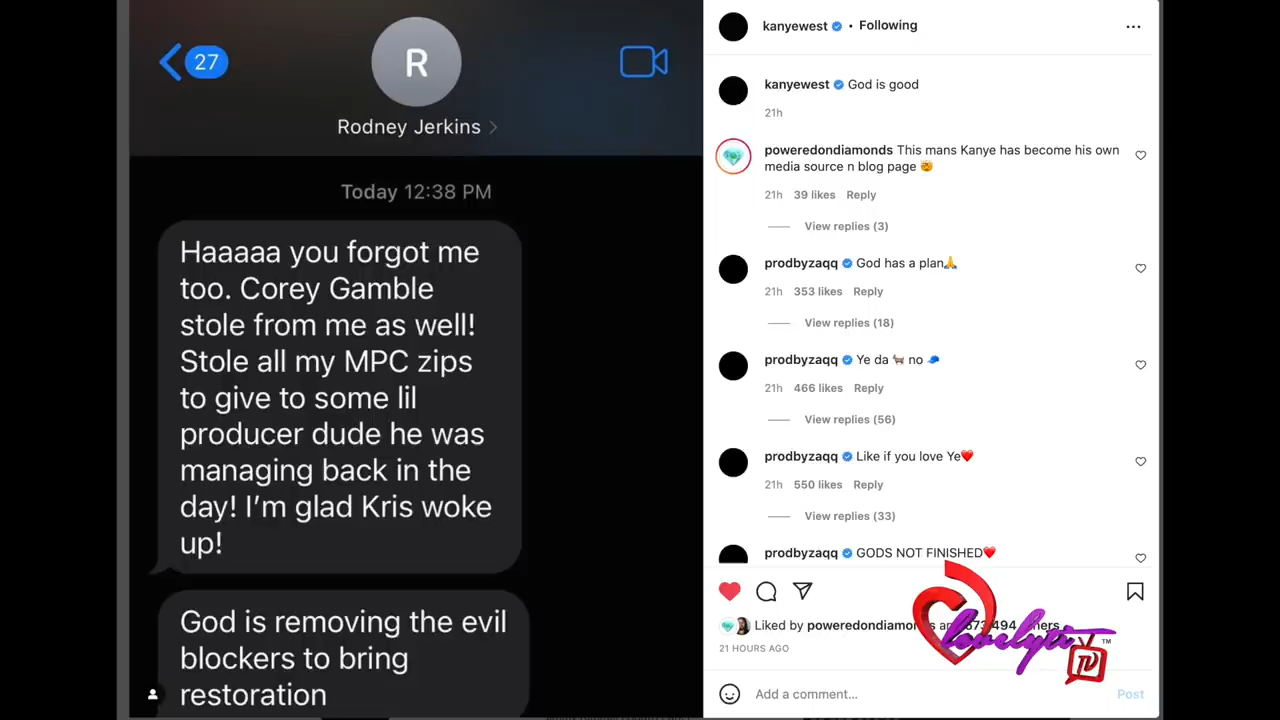 27
R
Rodney Jerkins
Today 12:38 PM
Haaaaa you forgot me
too. Corey Gamble
stole from me as well!
Stole all my MPC zips
to give to some lil
producer dude he was
managing back in the
day! I'm glad Kris woke
up!
God is removing the evil
blockers to bring
restoration
kanyewest • Following
kanyewest God is good
21h
poweredondiamonds This mans Kanye has become his own
media source n blog page 🤯
21h 39 likes Reply
View replies (3)
prodbyzaqq God has a plan🙏
21h 353 likes Reply
View replies (18)
prodbyzaqq Ye da 🐐 no 🧢
21h 466 likes Reply
View replies (56)
prodbyzaqq Like if you love Ye❤️
21h 550 likes Reply
View replies (33)
prodbyzaqq GODS NOT FINISHED❤️
Liked by
21 HOURS AGO
lovelyti
TV
™
Add a comment...
Post